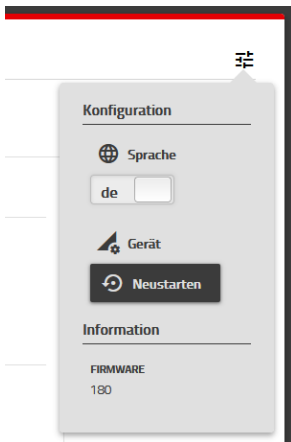 Konfiguration
Sprache
de
Gerät
Neustarten
Information
FIRMWARE
180